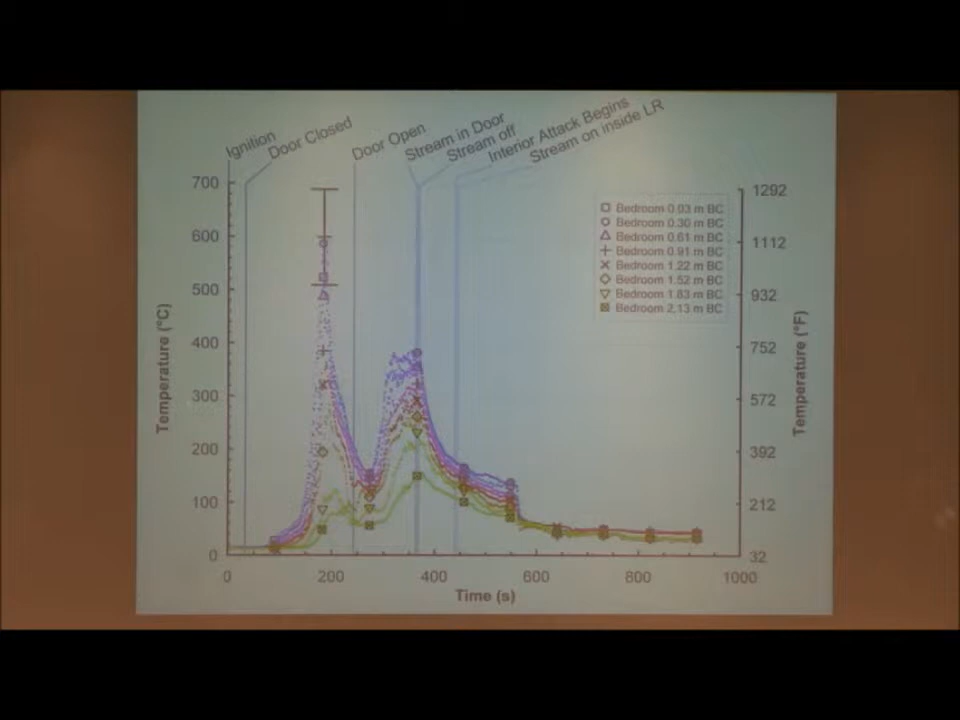 Ignition
Door Closed
Door Open
Stream in Door
Stream off
Interior Attack Begins
Stream on inside LR
700
600
500
400
300
200
100
0
Temperature (°C)
1292
1112
932
752
572
392
212
32
Temperature (°F)
Bedroom 0.03 m BC
Bedroom 0.30 m BC
Bedroom 0.61 m BC
Bedroom 0.91 m BC
Bedroom 1.22 m BC
Bedroom 1.52 m BC
Bedroom 1.83 m BC
Bedroom 2.13 m BC
0
200
400
600
800
1000
Time (s)